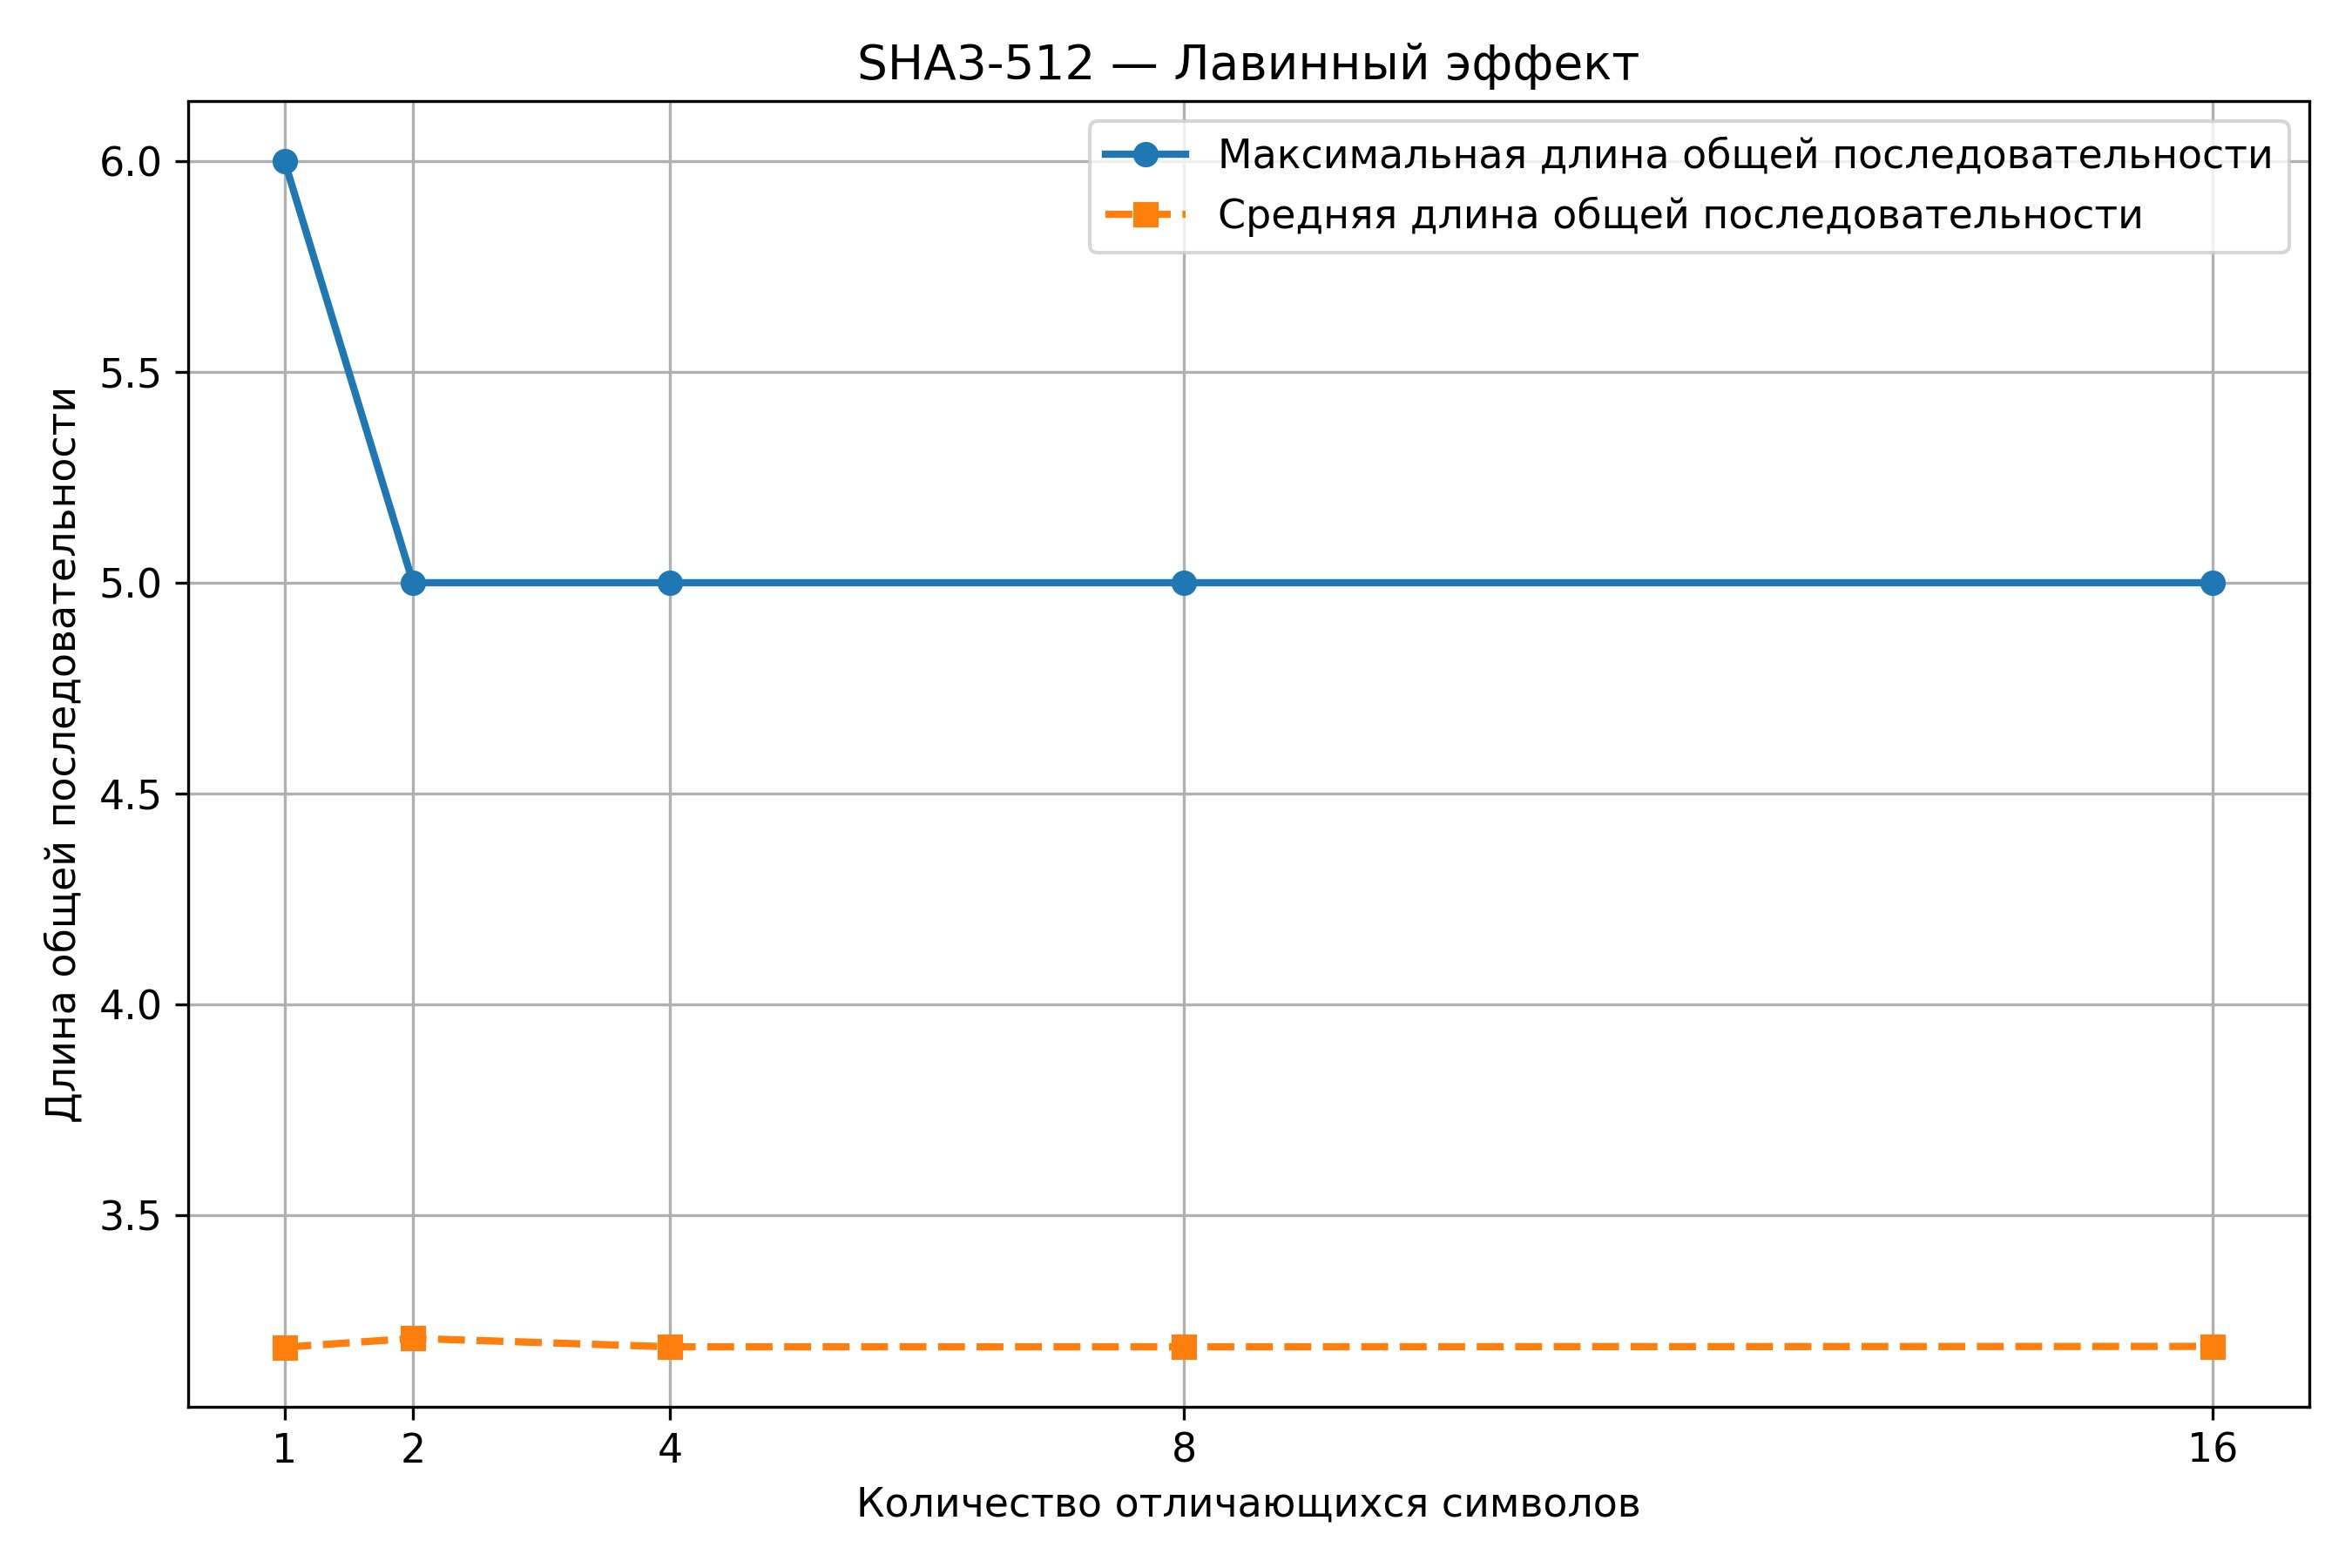 SHA3-512 — Лавинный эффект
Максимальная длина общей последовательности
Средняя длина общей последовательности
Длина общей последовательности
6.0
5.5
5.0
4.5
4.0
3.5
1 2 4 8 16
Количество отличающихся символов